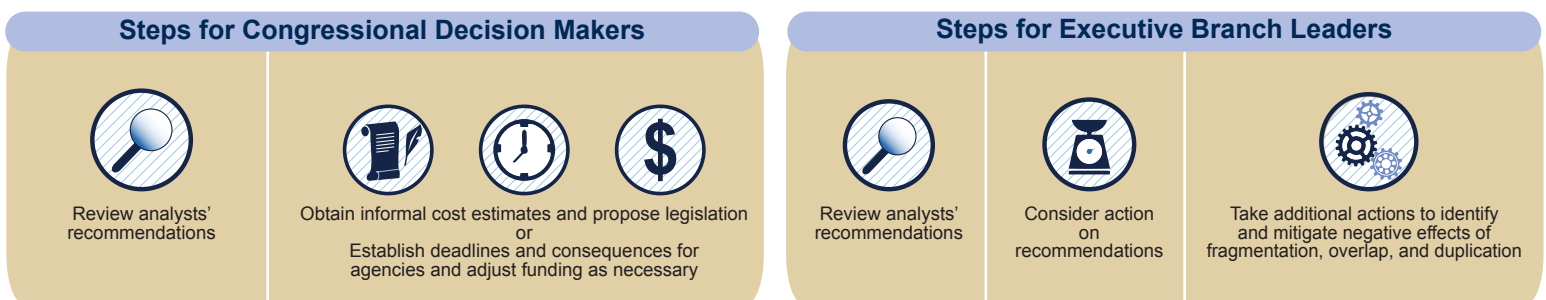 Steps for Congressional Decision Makers
Review analysts'
recommendations
$
Obtain informal cost estimates and propose legislation
or
Establish deadlines and consequences for
agencies and adjust funding as necessary
Steps for Executive Branch Leaders
Review analysts'
recommendations
Consider action
on
recommendations
Take additional actions to identify
and mitigate negative effects of
fragmentation, overlap, and duplication